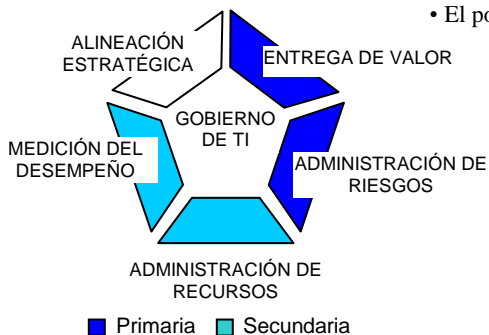 • El po
ALINEACIÓN
ESTRATÉGICA
ENTREGA DE VALOR
GOBIERNO
DE TI
MEDICIÓN DEL
DESEMPEÑO
ADMINISTRACIÓN DE
RIESGOS
ADMINISTRACIÓN DE
RECURSOS
Primaria Secundaria